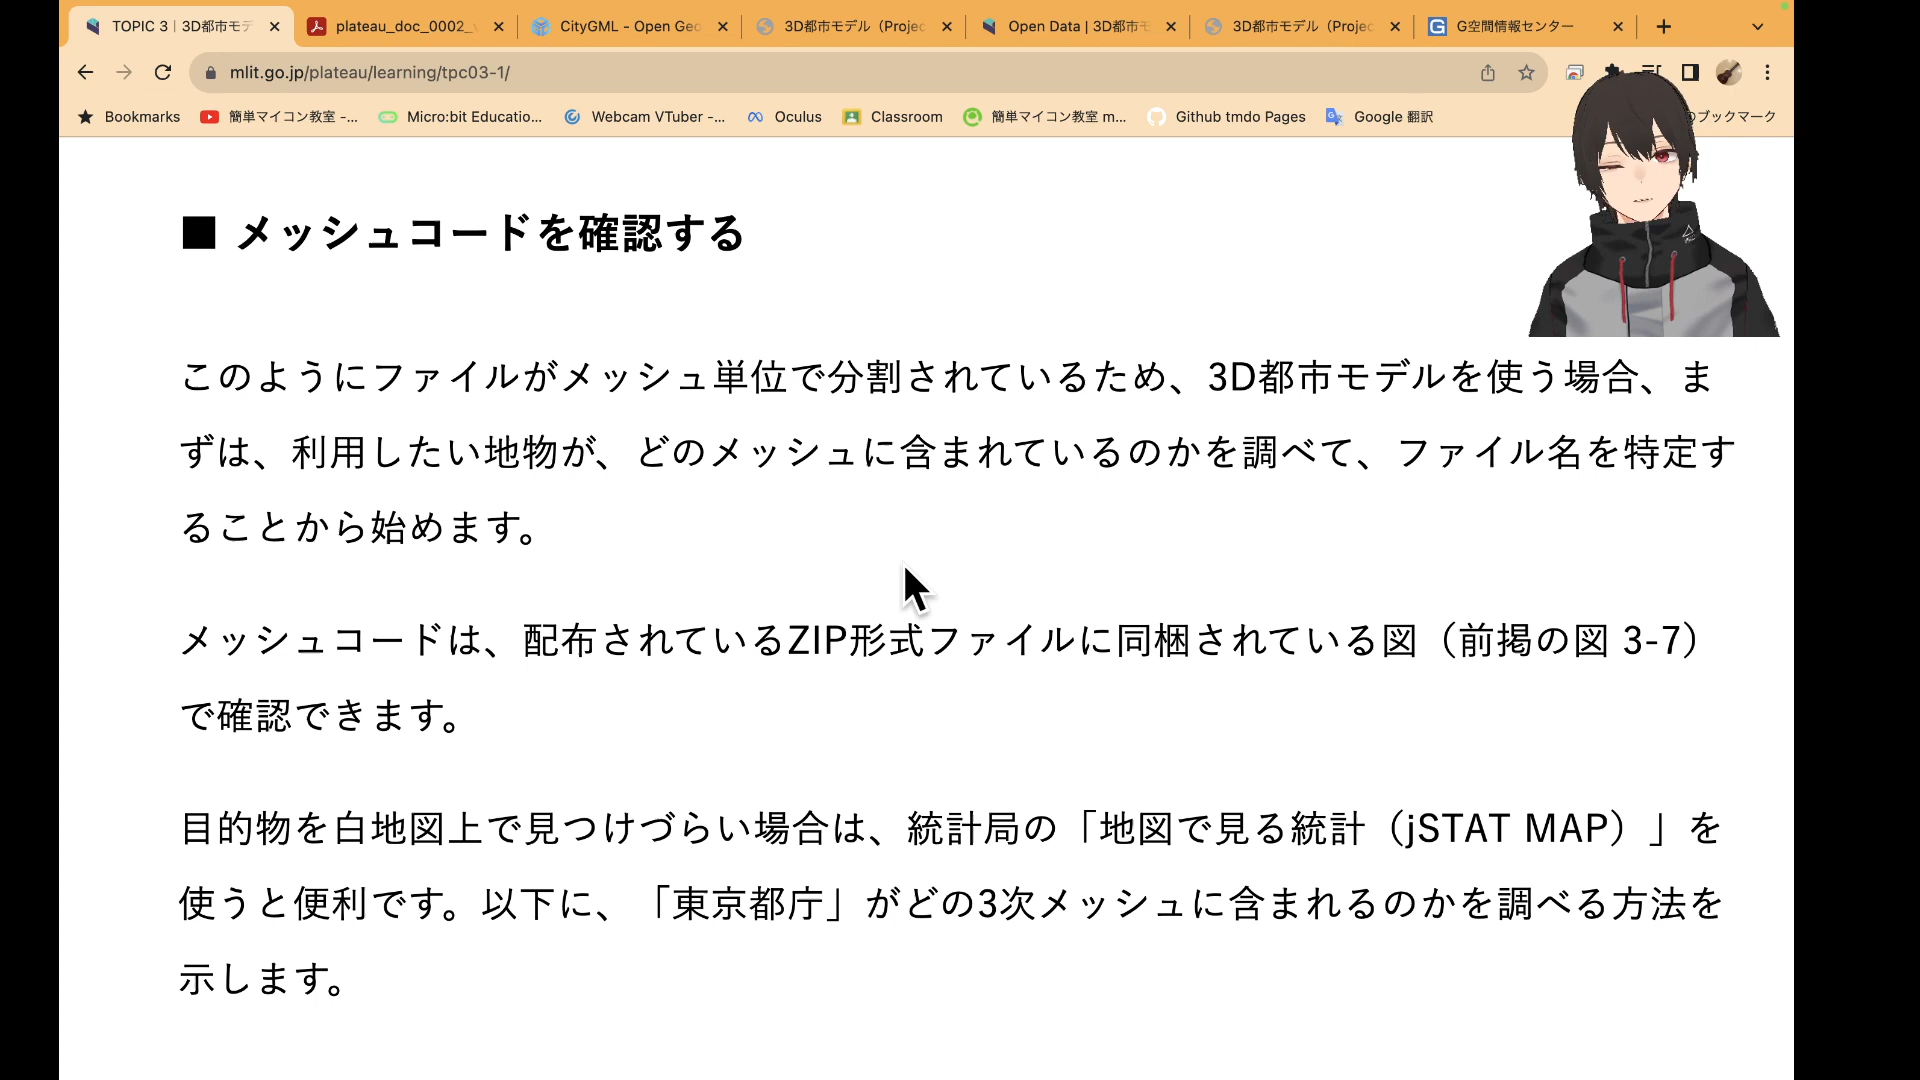 TOPIC 3 | 3D都市モデ
plateau_doc_0002_
CityGML - Open Geo
3D都市モデル（Projec
Open Data | 3D都市モ
3D都市モデル（Projec
G空間情報センター
mlit.go.jp/plateau/learning/tpc03-1/
Bookmarks
簡単マイコン教室 -...
Micro:bit Educatio...
Webcam VTuber -...
Oculus
Classroom
簡単マイコン教室 m...
Github tmdo Pages
Google 翻訳
のブックマーク
■ メッシュコードを確認する
このようにファイルがメッシュ単位で分割されているため、3D都市モデルを使う場合、ま
ずは、利用したい地物が、どのメッシュに含まれているのかを調べて、ファイル名を特定す
ることから始めます。
メッシュコードは、配布されているZIP形式ファイルに同梱されている図（前掲の図 3-7）
で確認できます。
目的物を白地図上で見つけづらい場合は、統計局の「地図で見る統計（jSTAT MAP）」を
使うと便利です。以下に、「東京都庁」がどの3次メッシュに含まれるのかを調べる方法を
示します。